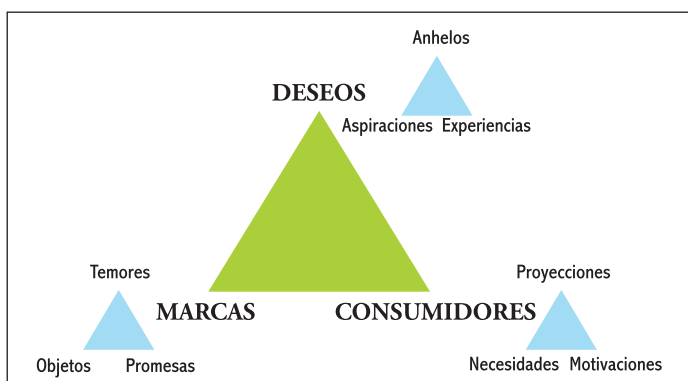 Anhelos
DESEOS
Aspiraciones Experiencias
Temores
Proyecciones
MARCAS
CONSUMIDORES
Objetos
Promesas
Necesidades Motivaciones